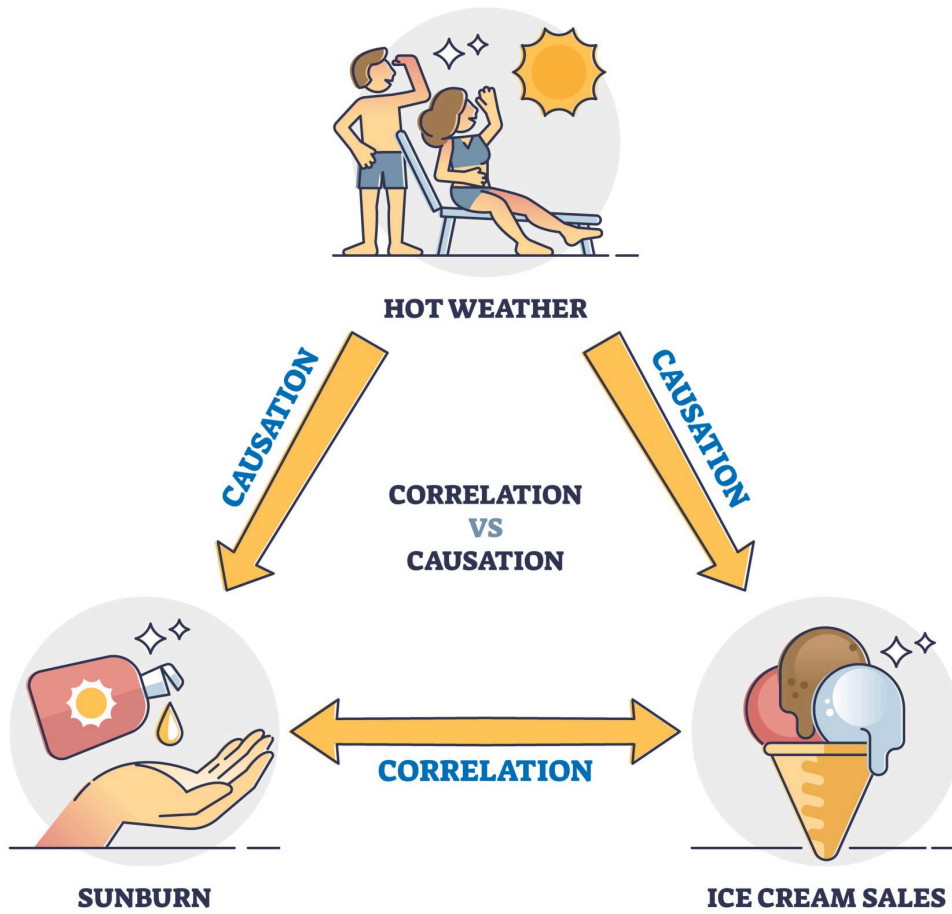 HOT WEATHER
CAUSATION
CAUSATION
CORRELATION
VS
CAUSATION
CORRELATION
SUNBURN
ICE CREAM SALES